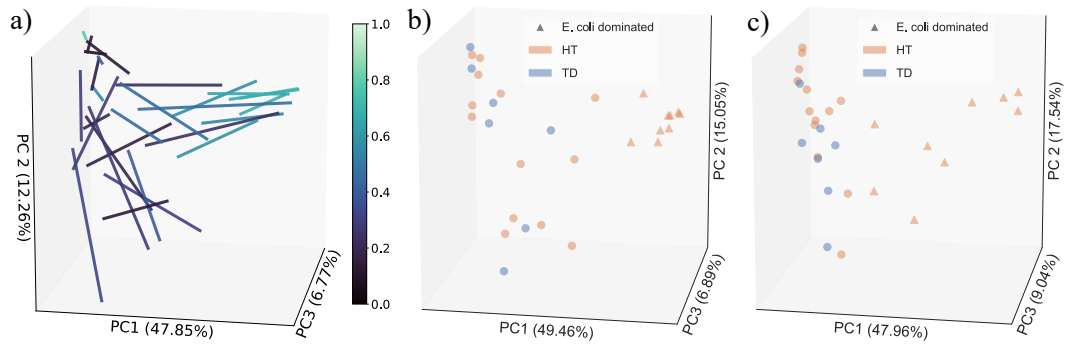 a)
PC 2 (12.26%)
PC1 (47.85%)
PC3 (6.77%)
1.0
0.8
0.6
0.4
0.2
0.0
b)
E. coli dominated
HT
TD
PC1 (49.46%)
PC3 (6.89%)
PC 2 (15.05%)
c)
E. coli dominated
HT
TD
PC1 (47.96%)
PC3 (9.04%)
PC 2 (17.54%)